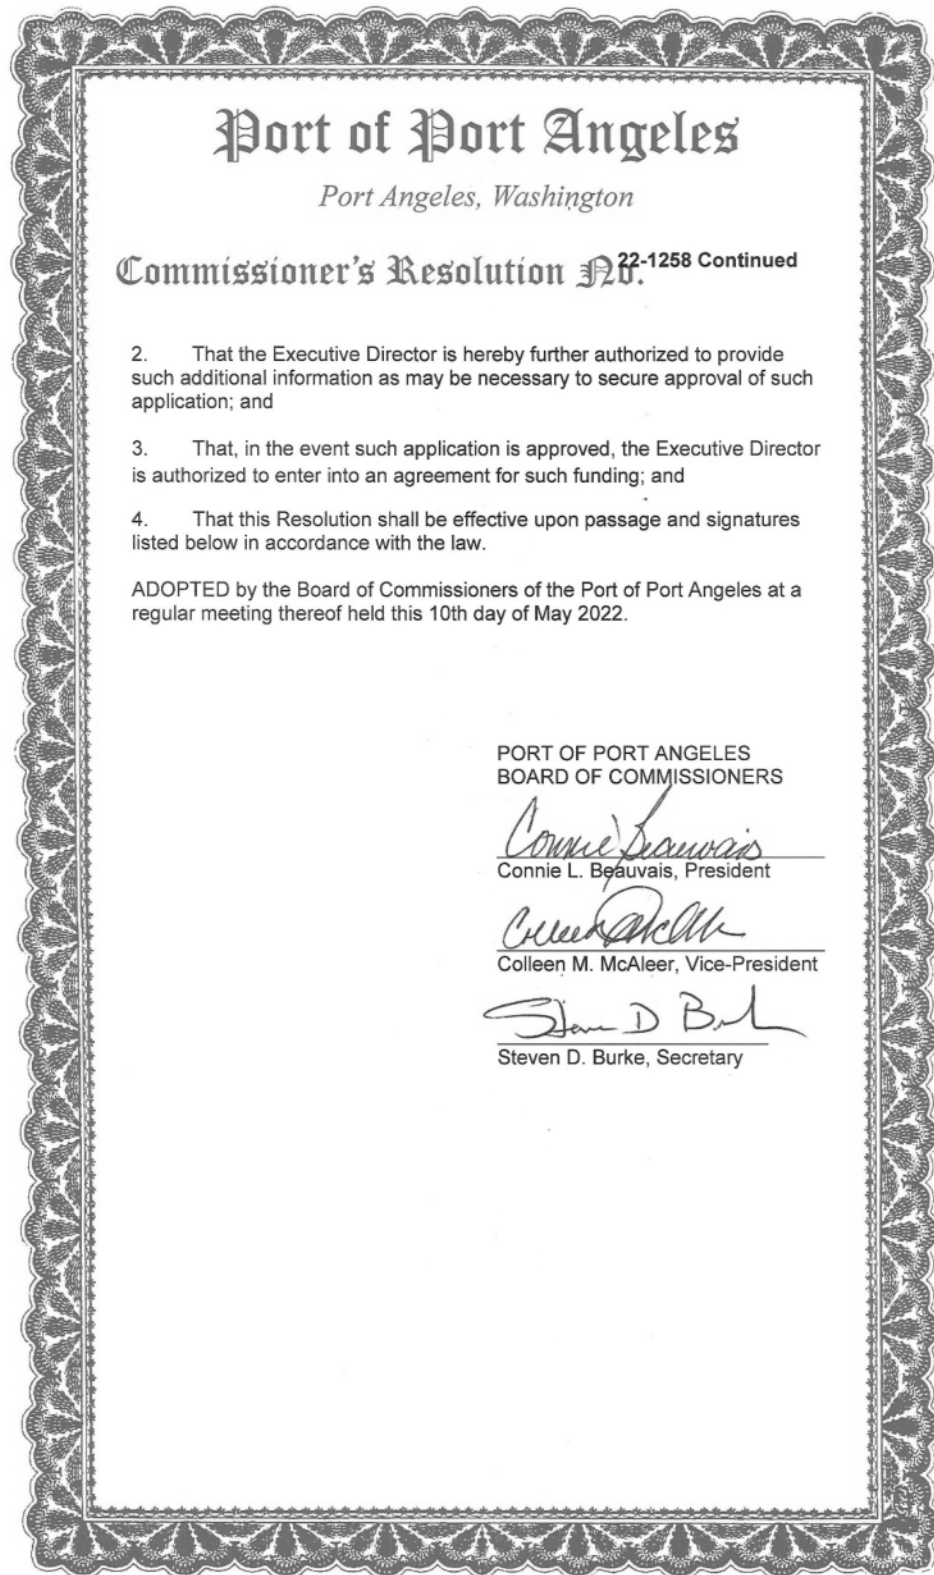 Port of Port Angeles
Port Angeles, Washington
Commissioner's Resolution No. 22-1258 Continued
2. That the Executive Director is hereby further authorized to provide
such additional information as may be necessary to secure approval of such
application; and
3. That, in the event such application is approved, the Executive Director
is authorized to enter into an agreement for such funding; and
4. That this Resolution shall be effective upon passage and signatures
listed below in accordance with the law.
ADOPTED by the Board of Commissioners of the Port of Port Angeles at a
regular meeting thereof held this 10th day of May 2022.
PORT OF PORT ANGELES
BOARD OF COMMISSIONERS
Connie Beauvais
Connie L. Beauvais, President
Colleen McAleer
Colleen M. McAleer, Vice-President
Steven D Burke
Steven D. Burke, Secretary